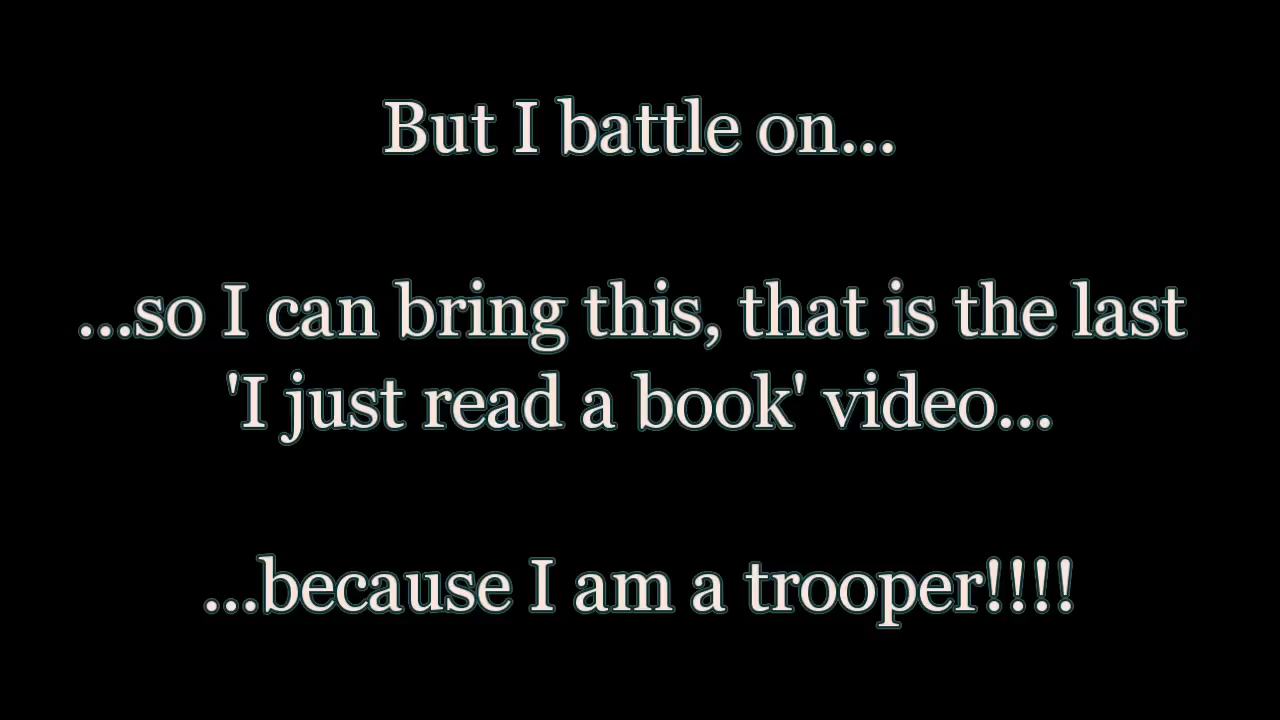 But I battle on...
...so I can bring this, that is the last
'I just read a book' video...
...because I am a trooper!!!!